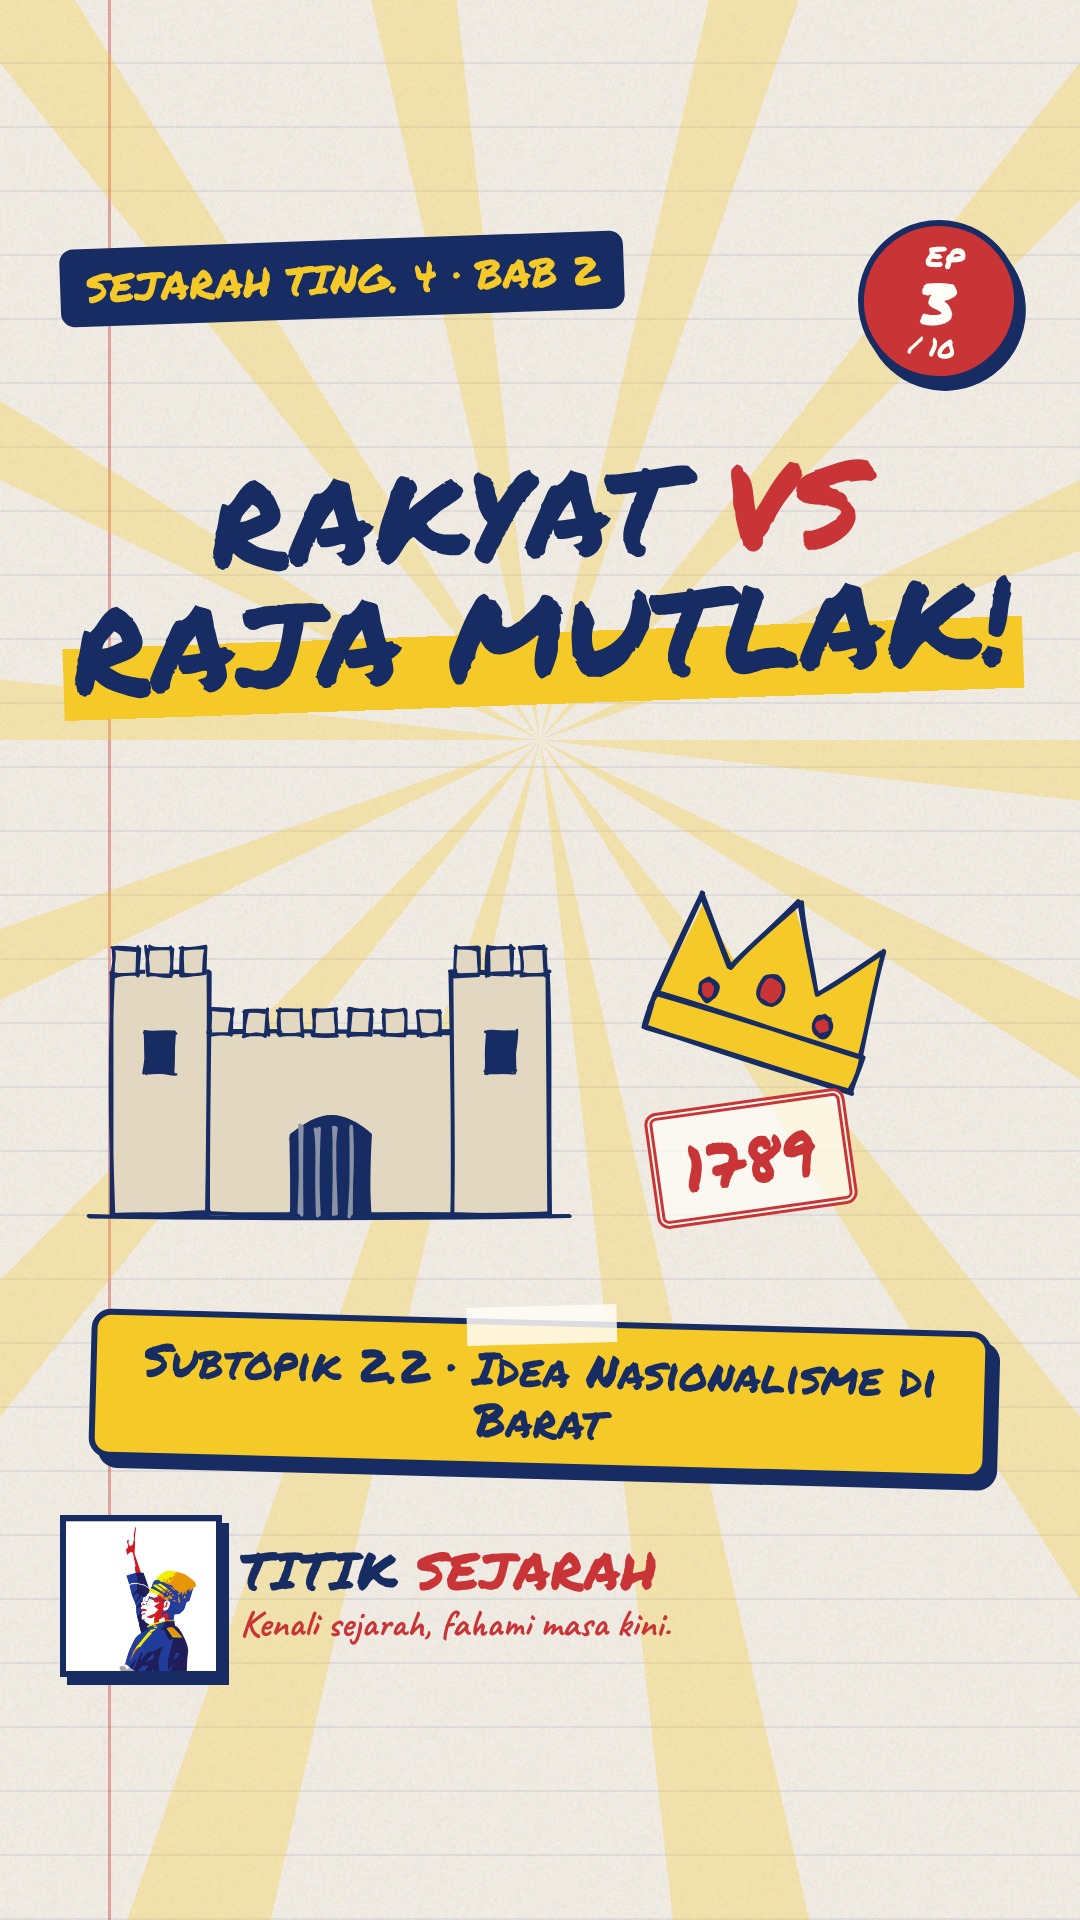 SEJARAH TING. 4 · BAB 2
EP
3
/ 10
RAKYAT VS
RAJA MUTLAK!
1789
SUBTOPIK 2.2 · IDEA NASIONALISME DI
BARAT
TITIK SEJARAH
Kenali sejarah, fahami masa kini.